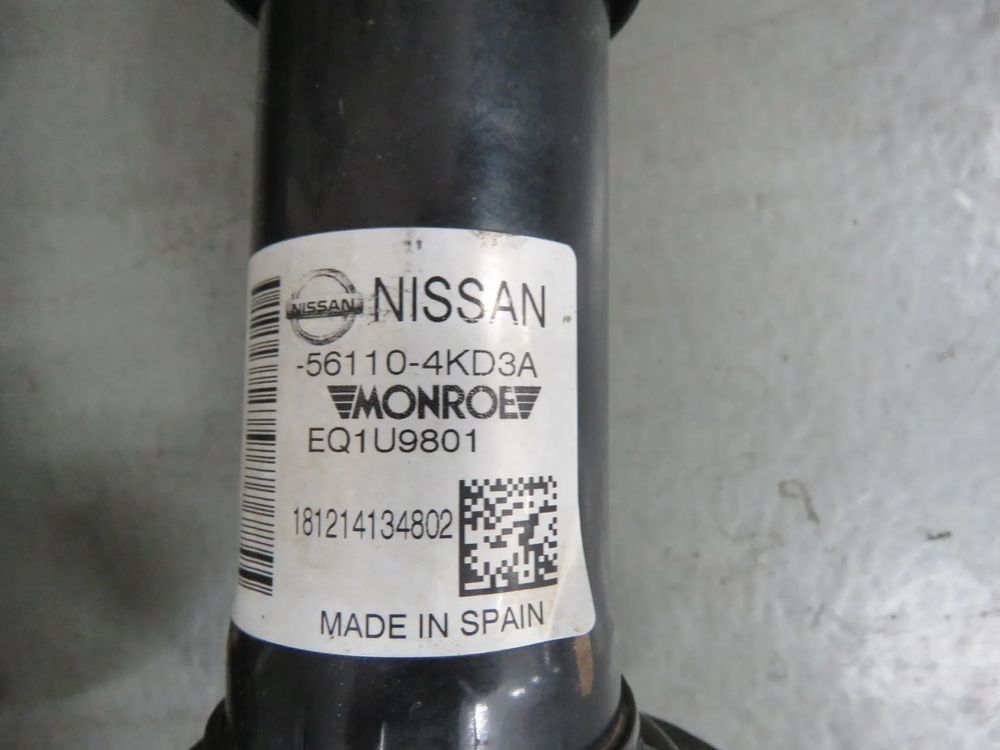 NISSAN NISSAN
-56110-4KD3A
MONROE
EQ1U9801
181214134802
MADE IN SPAIN